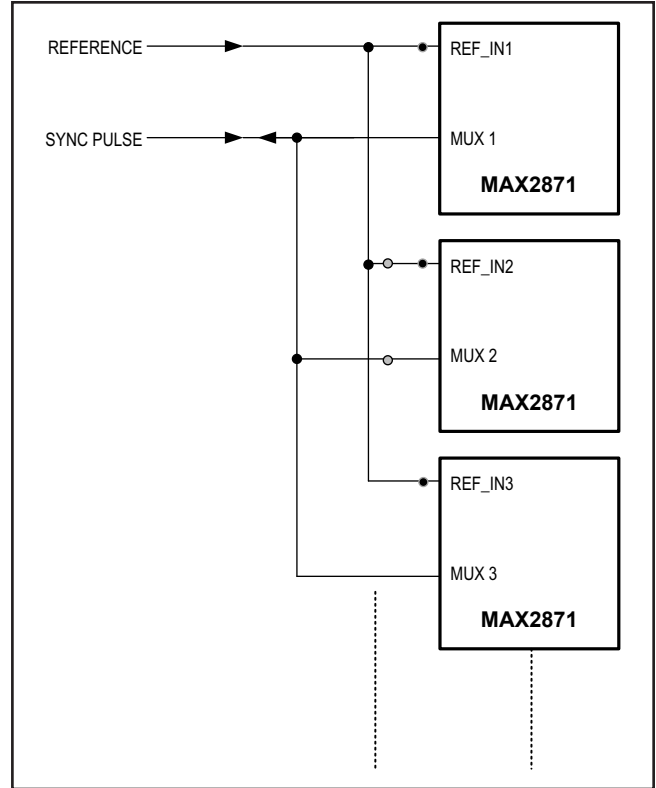 REFERENCE
REF_IN1
SYNC PULSE
MUX 1
MAX2871
REF_IN2
MUX 2
MAX2871
REF_IN3
MUX 3
MAX2871